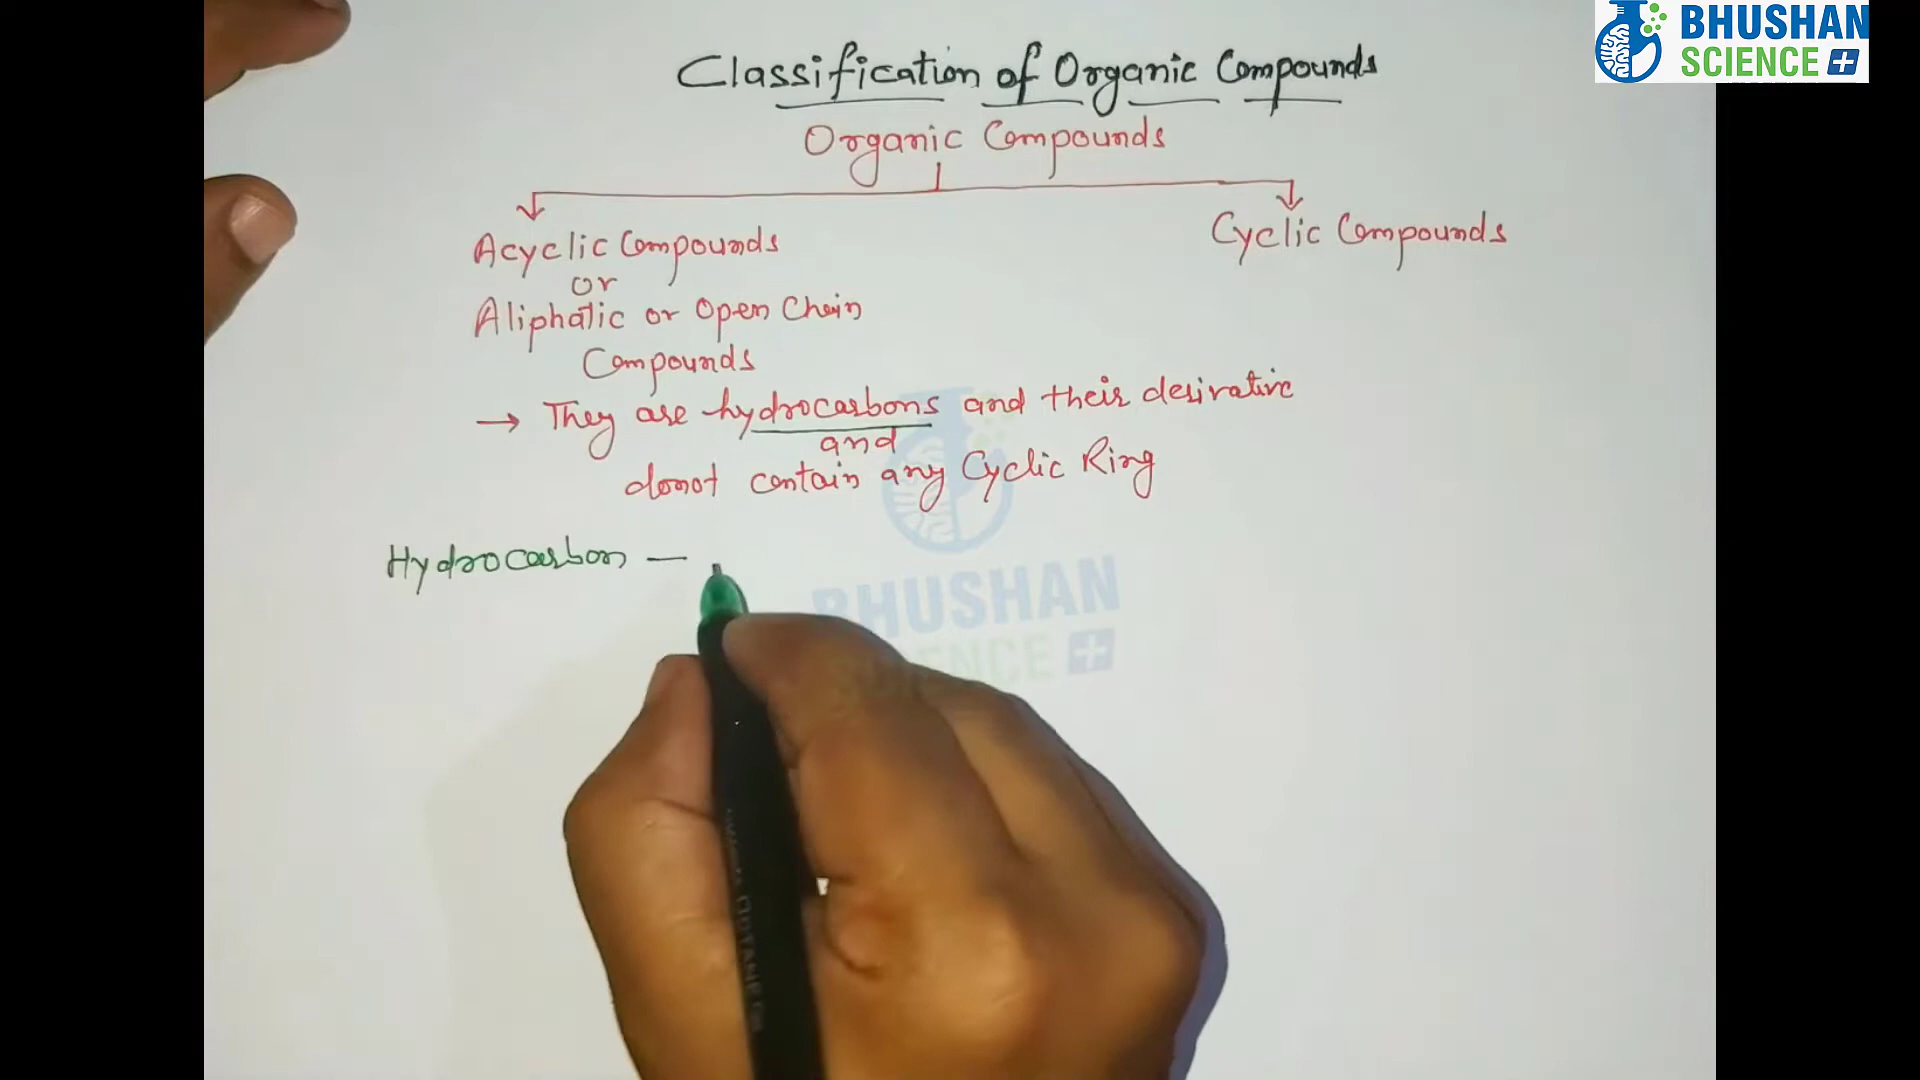 BHUSHAN
SCIENCE
Classification of Organic Compounds
Organic Compounds
Acyclic Compounds
Cyclic Compounds
or
Aliphatic or Open Chain
Compounds
→ They are hydrocarbons and their derivative
and
donot contain any Cyclic Ring
Hydrocarbon —
BHUSHAN
SCIENCE